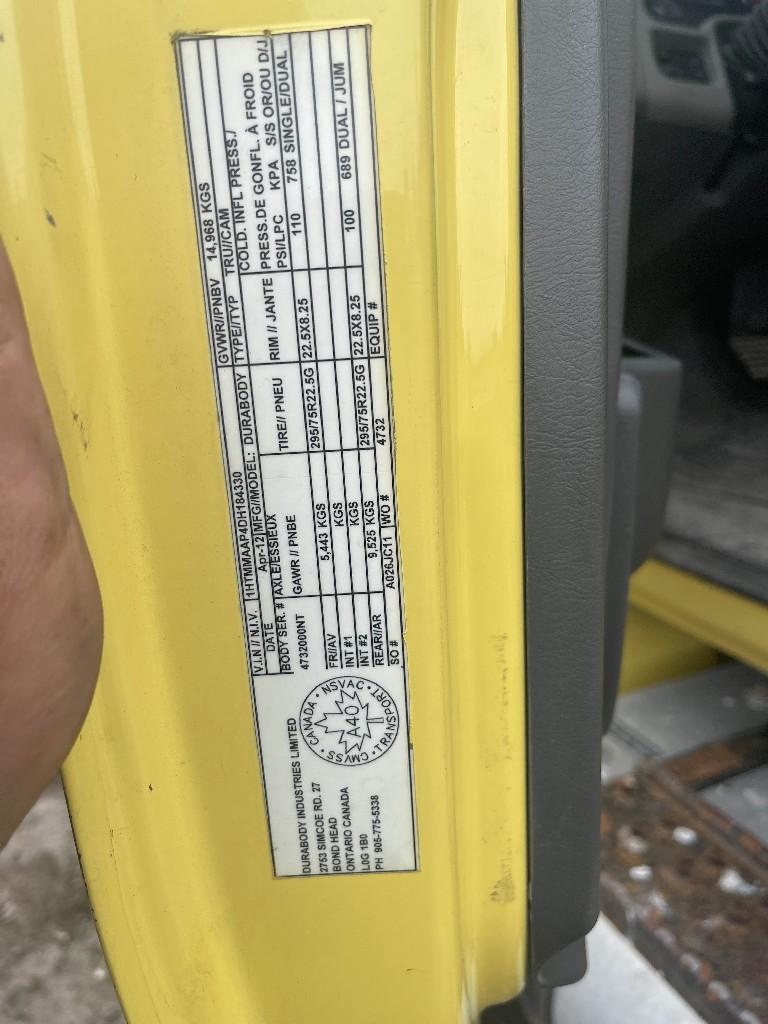 DURABODY INDUSTRIES LIMITED
2753 SIMCOE RD. 27
BOND HEAD
ONTARIO CANADA
L0G 1B0
PH 905-775-5338
CANADA · NSVAC · TRANSPORT · CMVSS ·
A40
V.I.N // N.I.V. 1HTMMAAP4DH184330 GVWR//PNBV 14,968 KGS
DATE Apr-12 MFG//MODEL: DURABODY TYPE//TYP TRU//CAM
BODY SER. # AXLE/ESSIEUX COLD. INFL PRESS./
4732000NT GAWR // PNBE TIRE// PNEU RIM // JANTE PRESS.DE GONFL. À FROID
PSI/LPC KPA S/S OR/OU D/J
FR//AV 5,443 KGS 295/75R22.5G 22.5X8.25 110 758 SINGLE/DUAL
INT #1 KGS
INT #2 KGS
REAR//AR 9,525 KGS 295/75R22.5G 22.5X8.25 100 689 DUAL / JUM
SO # A026JC11 WO # 4732 EQUIP #